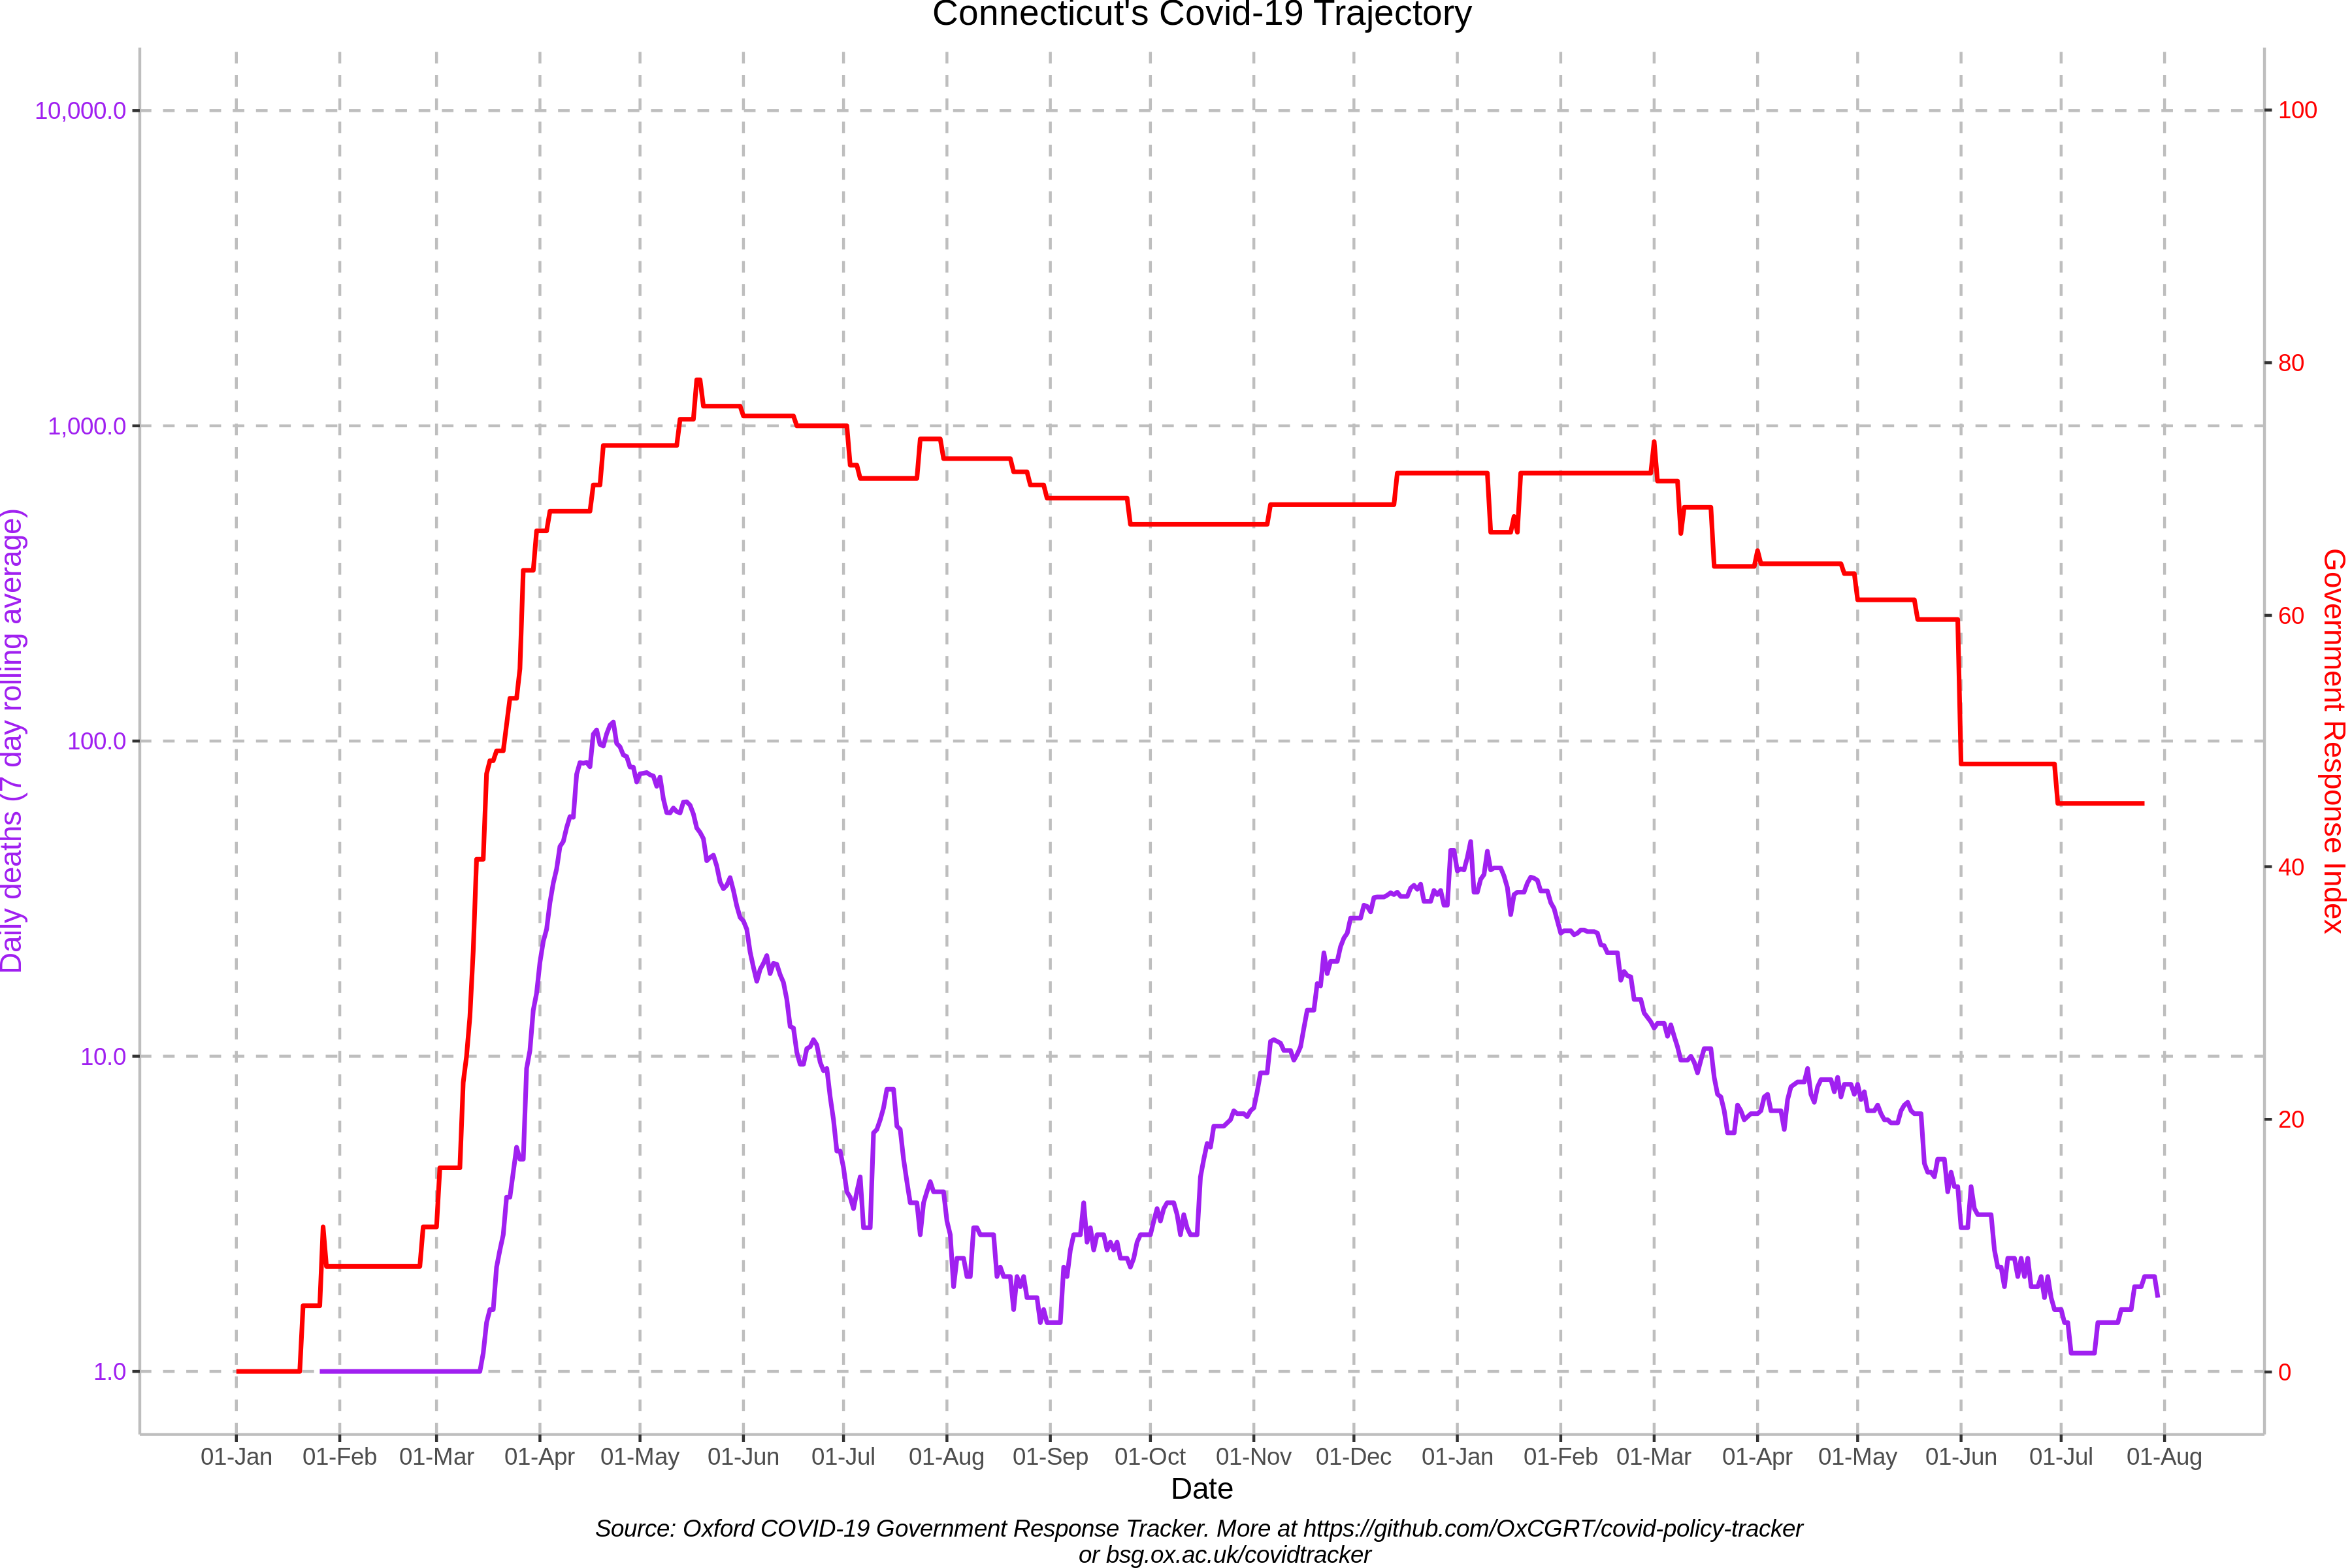 Connecticut's Covid-19 Trajectory
10,000.0
1,000.0
100.0
10.0
1.0
Daily deaths (7 day rolling average)
100
80
60
40
20
0
Government Response Index
01-Jan 01-Feb 01-Mar 01-Apr 01-May 01-Jun 01-Jul 01-Aug 01-Sep 01-Oct 01-Nov 01-Dec 01-Jan 01-Feb 01-Mar 01-Apr 01-May 01-Jun 01-Jul 01-Aug
Date
Source: Oxford COVID-19 Government Response Tracker. More at https://github.com/OxCGRT/covid-policy-tracker
or bsg.ox.ac.uk/covidtracker